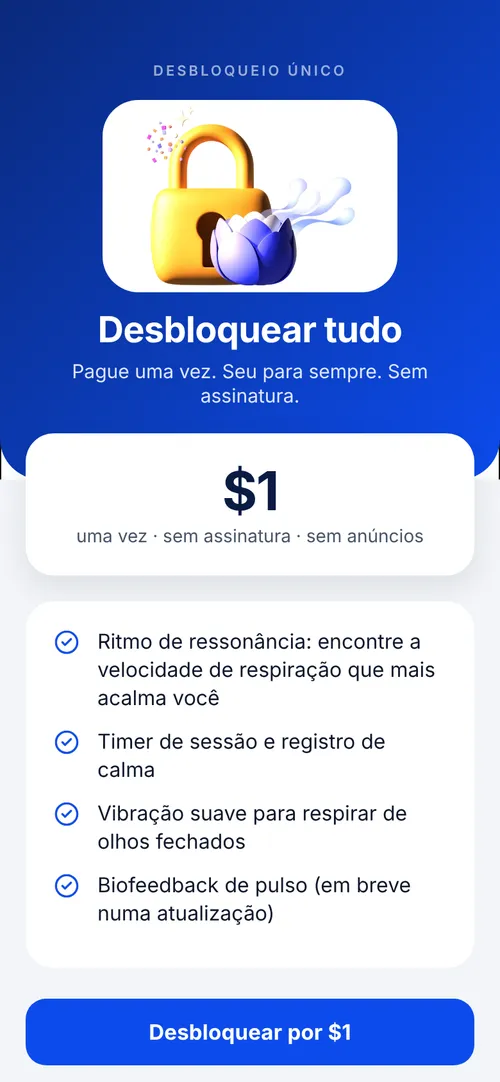 DESBLOQUEIO ÚNICO
Desbloquear tudo
Pague uma vez. Seu para sempre. Sem
assinatura.
$1
uma vez · sem assinatura · sem anúncios
Ritmo de ressonância: encontre a
velocidade de respiração que mais
acalma você
Timer de sessão e registro de
calma
Vibração suave para respirar de
olhos fechados
Biofeedback de pulso (em breve
numa atualização)
Desbloquear por $1